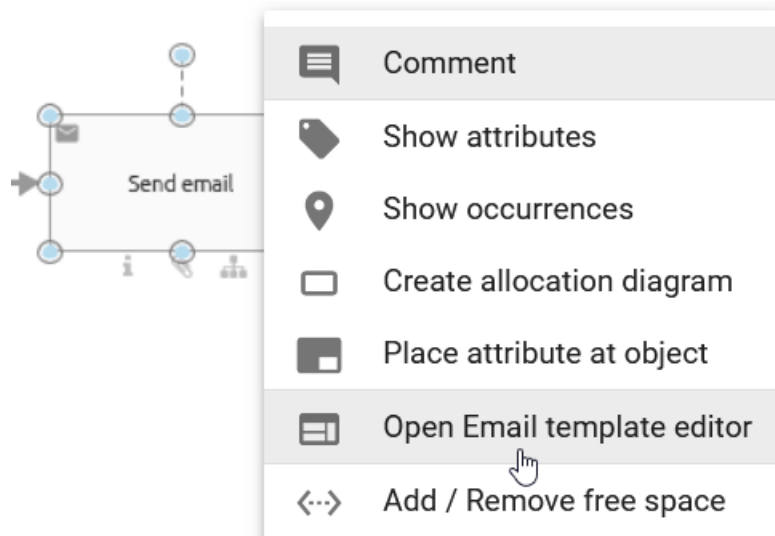 Comment
Show attributes
Send email
Show occurrences
Create allocation diagram
Place attribute at object
Open Email template editor
Add / Remove free space